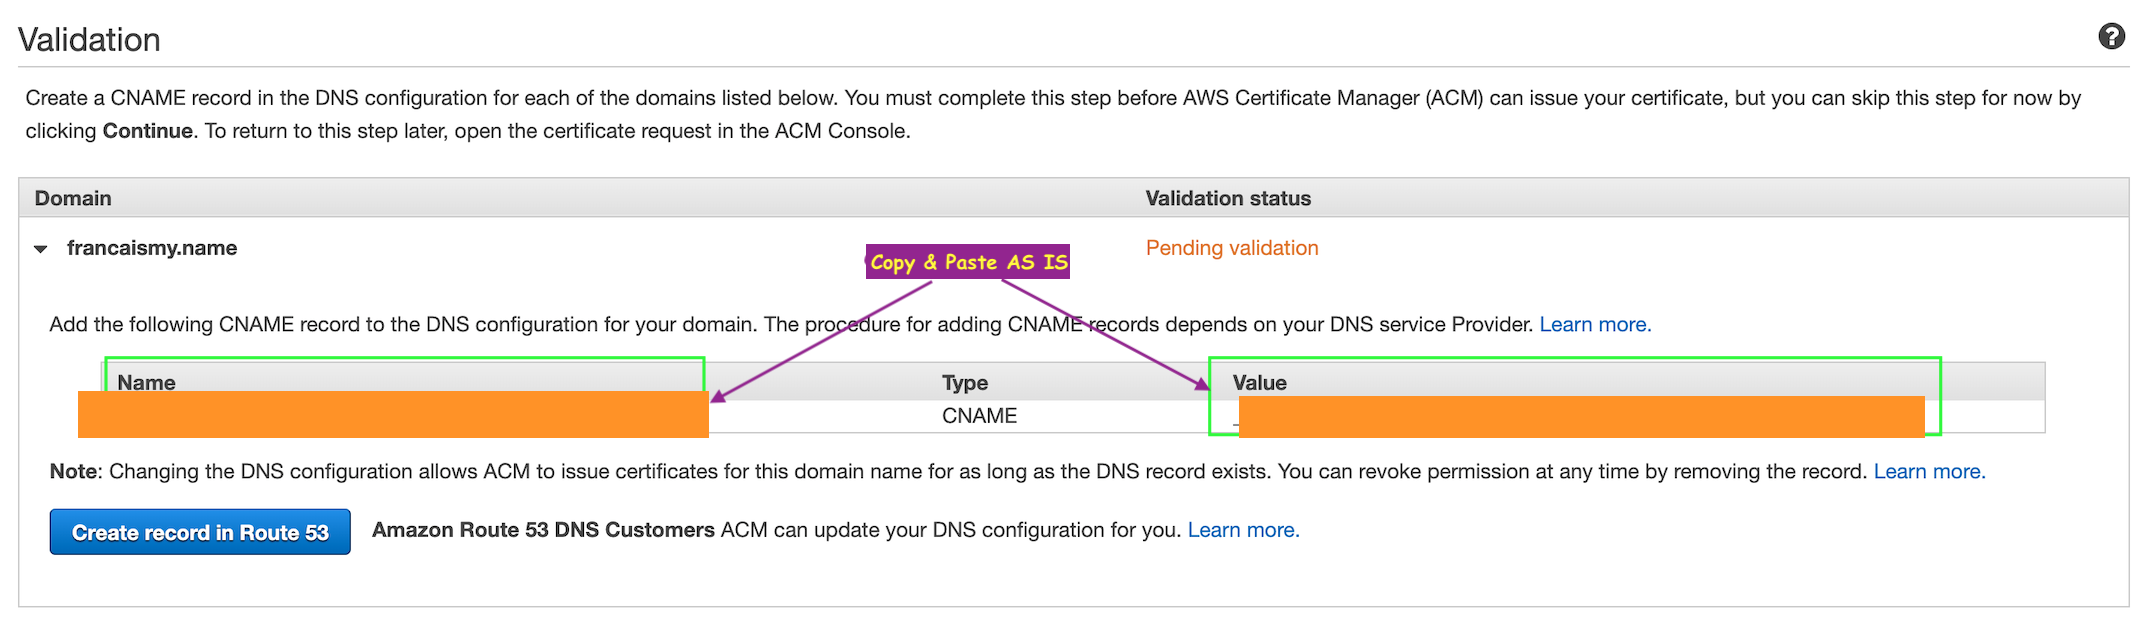 Validation
Create a CNAME record in the DNS configuration for each of the domains listed below. You must complete this step before AWS Certificate Manager (ACM) can issue your certificate, but you can skip this step for now by
clicking Continue. To return to this step later, open the certificate request in the ACM Console.
Domain Validation status
francaismy.name Pending validation
Copy & Paste AS IS
Add the following CNAME record to the DNS configuration for your domain. The procedure for adding CNAME records depends on your DNS service Provider. Learn more.
Name Type Value
CNAME _
Note: Changing the DNS configuration allows ACM to issue certificates for this domain name for as long as the DNS record exists. You can revoke permission at any time by removing the record. Learn more.
Create record in Route 53 Amazon Route 53 DNS Customers ACM can update your DNS configuration for you. Learn more.